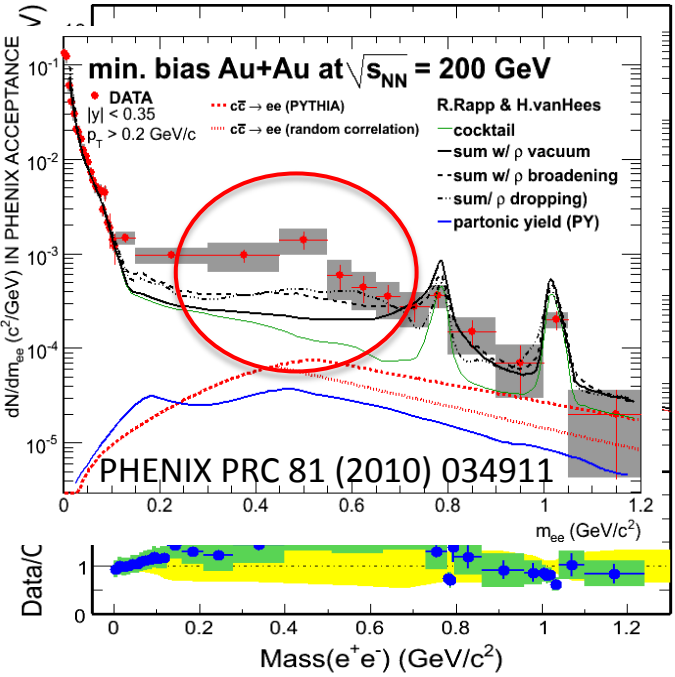 V)
10
min. bias Au+Au at √sNN = 200 GeV
DATA
|y| < 0.35
pT > 0.2 GeV/c
cc̅ → ee (PYTHIA)
cc̅ → ee (random correlation)
R.Rapp & H.vanHees
cocktail
sum w/ ρ vacuum
sum w/ ρ broadening
sum/ ρ dropping)
partonic yield (PY)
dN/dmee (c²/GeV) IN PHENIX ACCEPTANCE
10⁻¹
10⁻²
10⁻³
10⁻⁴
10⁻⁵
PHENIX PRC 81 (2010) 034911
0 0.2 0.4 0.6 0.8 1 1.2
mee (GeV/c²)
Data/C
1
0
0 0.2 0.4 0.6 0.8 1 1.2
Mass(e⁺e⁻) (GeV/c²)